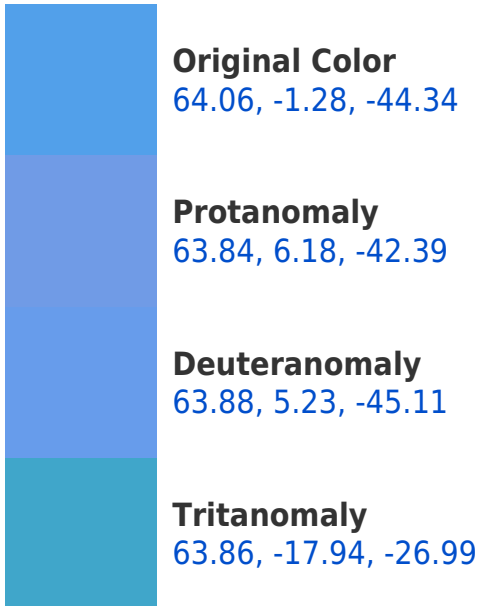 Original Color
64.06, -1.28, -44.34
Protanomaly
63.84, 6.18, -42.39
Deuteranomaly
63.88, 5.23, -45.11
Tritanomaly
63.86, -17.94, -26.99